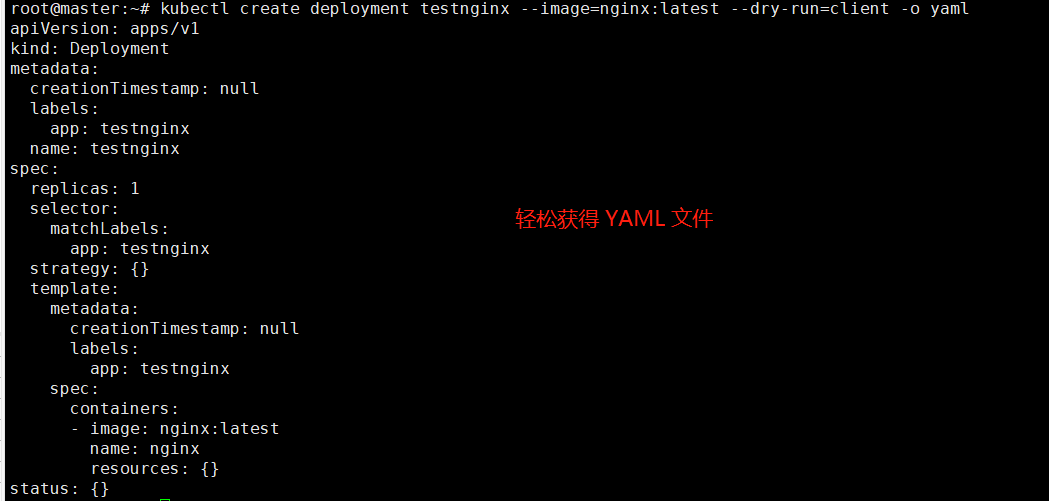 root@master:~# kubectl create deployment testnginx --image=nginx:latest --dry-run=client -o yaml
apiVersion: apps/v1
kind: Deployment
metadata:
  creationTimestamp: null
  labels:
    app: testnginx
  name: testnginx
spec:
  replicas: 1
  selector:
    matchLabels:
      app: testnginx
  strategy: {}
  template:
    metadata:
      creationTimestamp: null
      labels:
        app: testnginx
    spec:
      containers:
      - image: nginx:latest
        name: nginx
        resources: {}
status: {}
轻松获得 YAML 文件